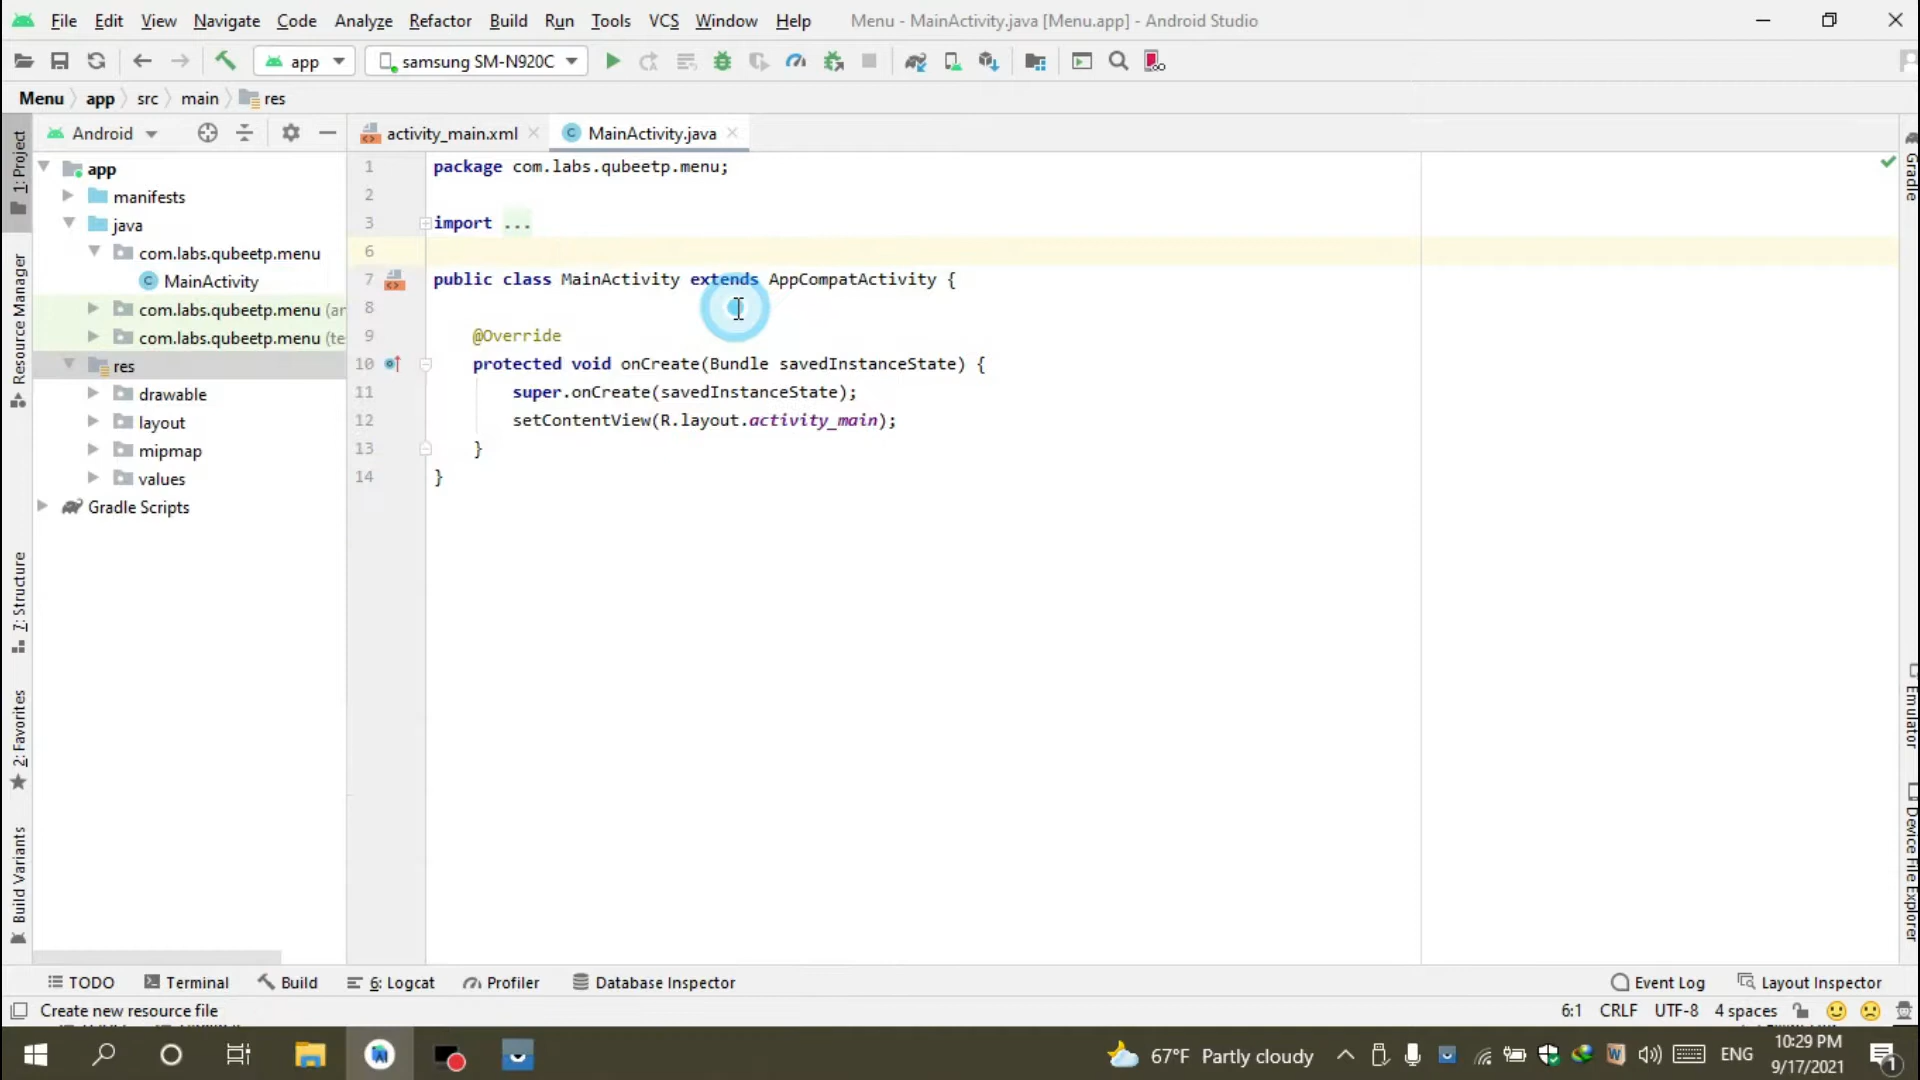 File Edit View Navigate Code Analyze Refactor Build Run Tools VCS Window Help Menu - MainActivity.java [Menu.app] - Android Studio
app samsung SM-N920C
Menu app src main res
Android activity_main.xml MainActivity.java
1: Project
Resource Manager
7: Structure
2: Favorites
Build Variants
app
manifests
java
com.labs.qubeetp.menu
MainActivity
com.labs.qubeetp.menu (ar
com.labs.qubeetp.menu (te
res
drawable
layout
mipmap
values
Gradle Scripts
1 package com.labs.qubeetp.menu;
2
3 import ...
6
7 public class MainActivity extends AppCompatActivity {
8
9 @Override
10 protected void onCreate(Bundle savedInstanceState) {
11 super.onCreate(savedInstanceState);
12 setContentView(R.layout.activity_main);
13 }
14 }
Gradle
Emulator
Device File Explorer
TODO Terminal Build 6: Logcat Profiler Database Inspector Event Log Layout Inspector
Create new resource file 6:1 CRLF UTF-8 4 spaces
67°F Partly cloudy ENG 10:29 PM
9/17/2021 1